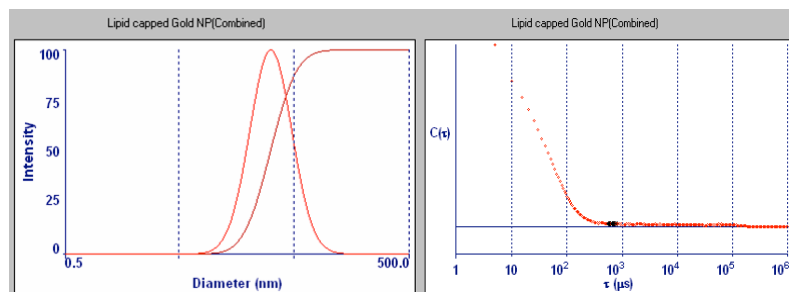 Lipid capped Gold NP(Combined)
100
75
50
25
0
Intensity
0.5
500.0
Diameter (nm)
Lipid capped Gold NP(Combined)
C(τ)
1
10
10²
10³
10⁴
10⁵
10⁶
τ (µs)